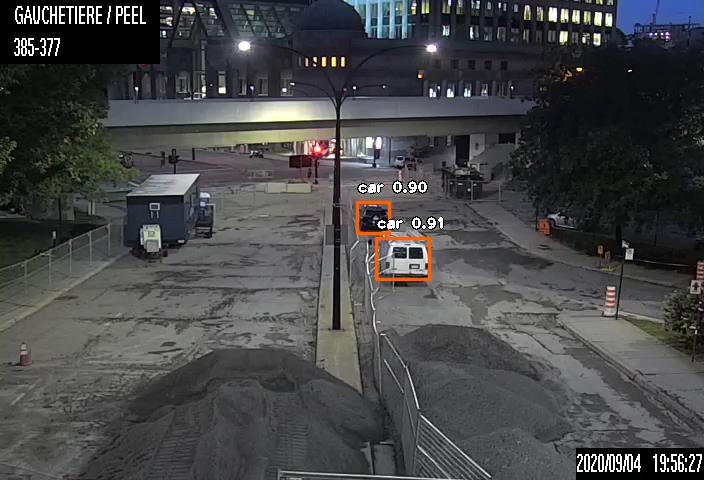 GAUCHETIERE / PEEL
385-377
car 0.90
car 0.91
2020/09/04 19:56:27